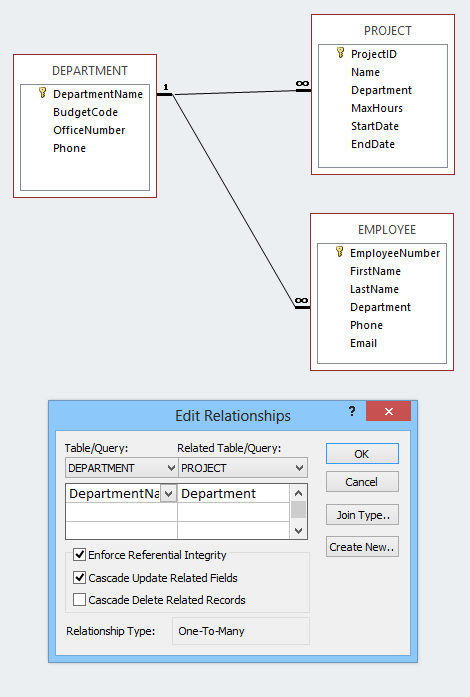 PROJECT
ProjectID
Name
Department
MaxHours
StartDate
EndDate
DEPARTMENT
DepartmentName
BudgetCode
OfficeNumber
Phone
1
∞
∞
EMPLOYEE
EmployeeNumber
FirstName
LastName
Department
Phone
Email
Edit Relationships
? ×
Table/Query: Related Table/Query:
DEPARTMENT PROJECT
DepartmentNa Department
OK
Cancel
Join Type..
Create New..
Enforce Referential Integrity
Cascade Update Related Fields
Cascade Delete Related Records
Relationship Type: One-To-Many